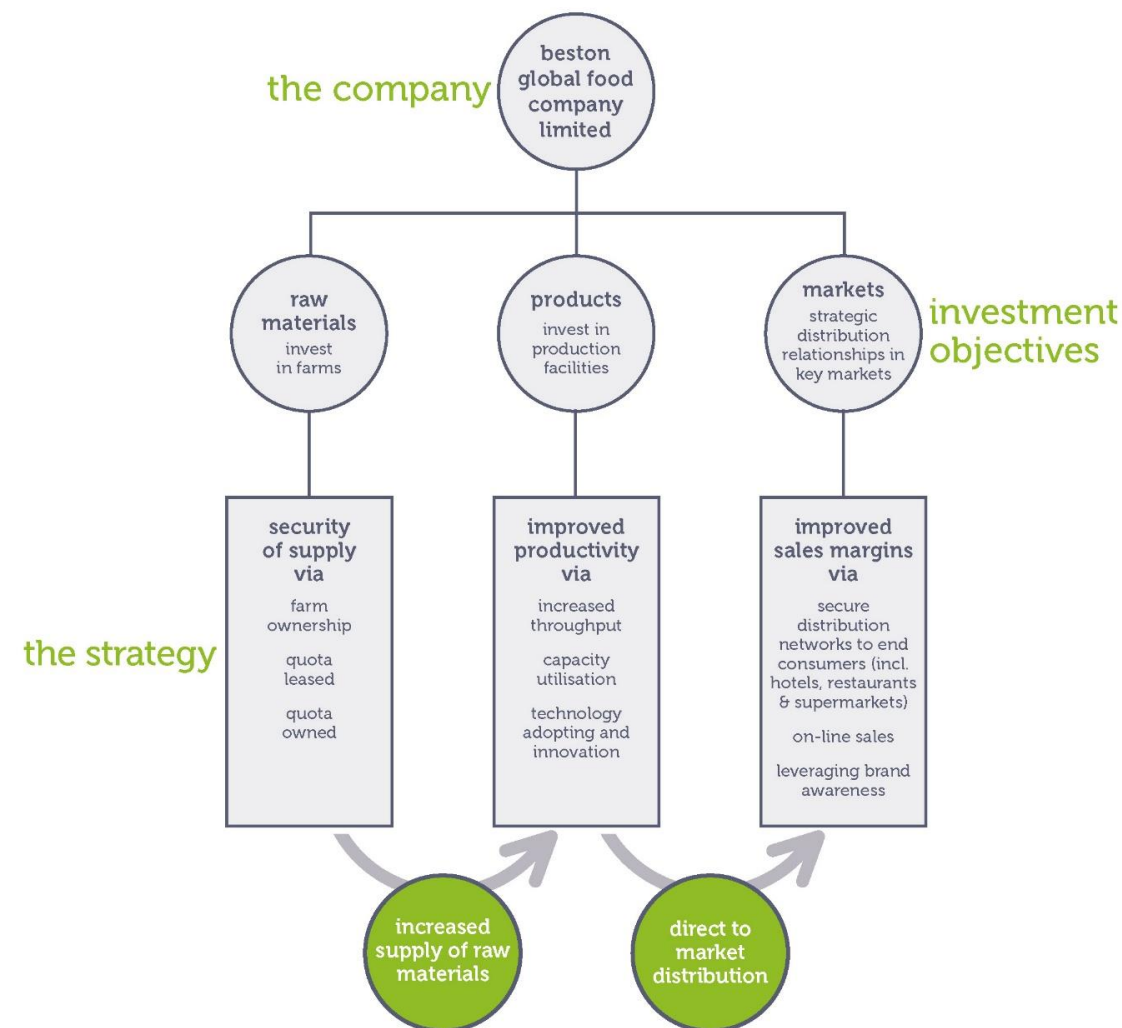 the company
beston
global food
company
limited
raw
materials
invest
in farms
products
invest in
production
facilities
markets
strategic
distribution
relationships in
key markets
investment
objectives
the strategy
security
of supply
via
farm
ownership
quota
leased
quota
owned
improved
productivity
via
increased
throughput
capacity
utilisation
technology
adopting and
innovation
improved
sales margins
via
secure
distribution
networks to end
consumers (incl.
hotels, restaurants
& supermarkets)
on-line sales
leveraging brand
awareness
increased
supply of raw
materials
direct to
market
distribution